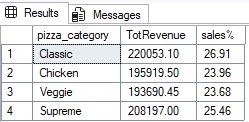 Results Messages
pizza_category TotRevenue sales%
1 Classic 220053.10 26.91
2 Chicken 195919.50 23.96
3 Veggie 193690.45 23.68
4 Supreme 208197.00 25.46